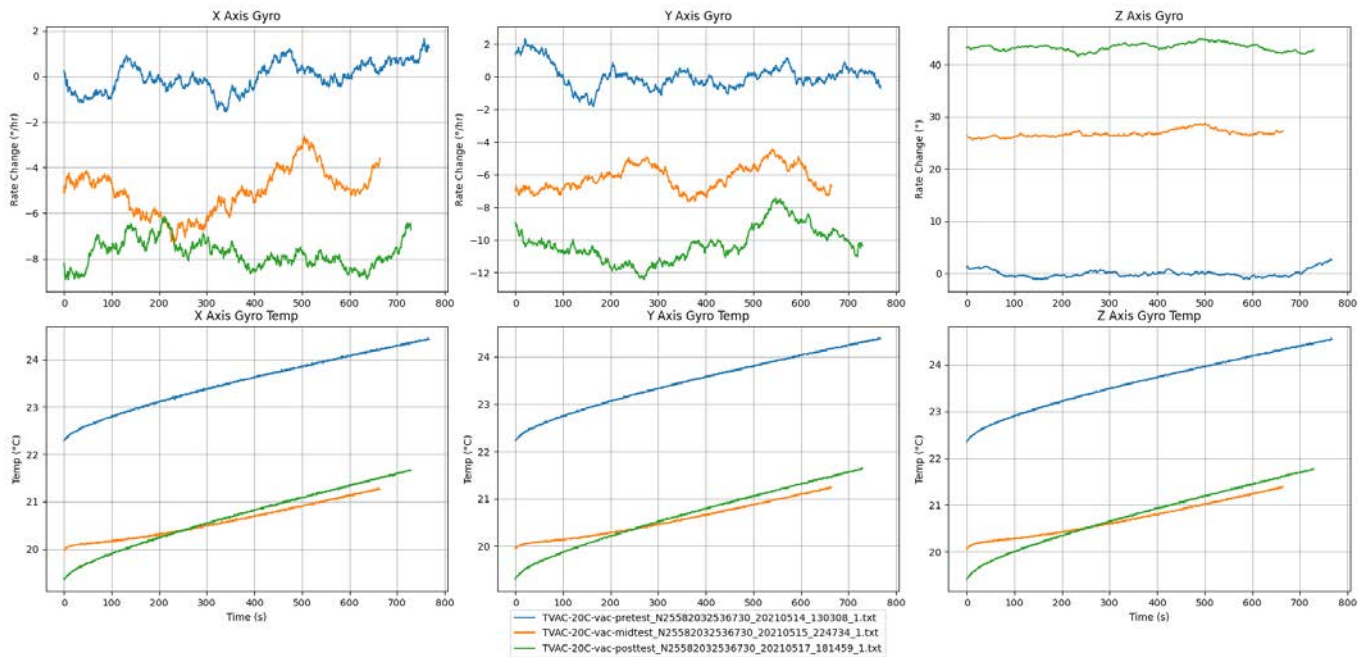 X Axis Gyro
Y Axis Gyro
Z Axis Gyro
Rate Change (°/hr)
2
0
−2
−4
−6
−8
0 100 200 300 400 500 600 700 800
Rate Change (°/hr)
2
0
−2
−4
−6
−8
−10
−12
0 100 200 300 400 500 600 700 800
Rate Change (°)
40
30
20
10
0
0 100 200 300 400 500 600 700 800
X Axis Gyro Temp
Y Axis Gyro Temp
Z Axis Gyro Temp
Temp (°C)
24
23
22
21
20
0 100 200 300 400 500 600 700 800
Time (s)
Temp (°C)
24
23
22
21
20
0 100 200 300 400 500 600 700 800
Temp (°C)
24
23
22
21
20
0 100 200 300 400 500 600 700 800
Time (s)
TVAC-20C-vac-pretest_N25582032536730_20210514_130308_1.txt
TVAC-20C-vac-midtest_N25582032536730_20210515_224734_1.txt
TVAC-20C-vac-posttest_N25582032536730_20210517_181459_1.txt